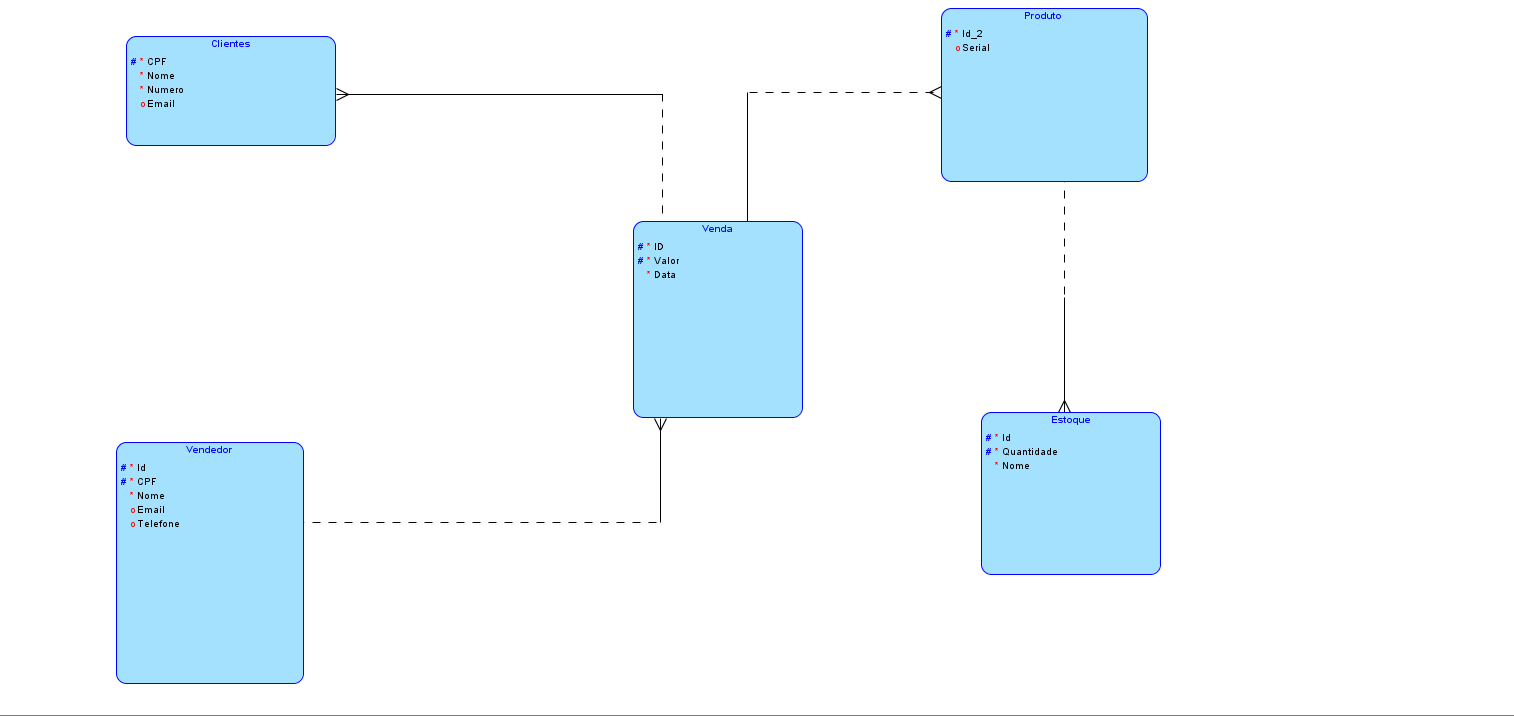 Clientes
# * CPF
* Nome
* Numero
o Email
Produto
# * Id_2
o Serial
Venda
# * ID
# * Valor
* Data
Vendedor
# * Id
# * CPF
* Nome
o Email
o Telefone
Estoque
# * Id
# * Quantidade
* Nome